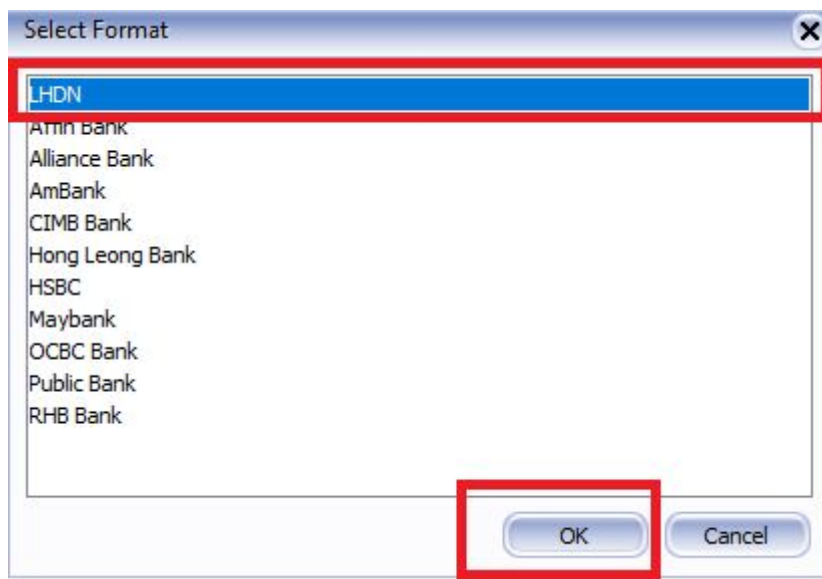 Select Format
LHDN
Affin Bank
Alliance Bank
AmBank
CIMB Bank
Hong Leong Bank
HSBC
Maybank
OCBC Bank
Public Bank
RHB Bank
OK Cancel